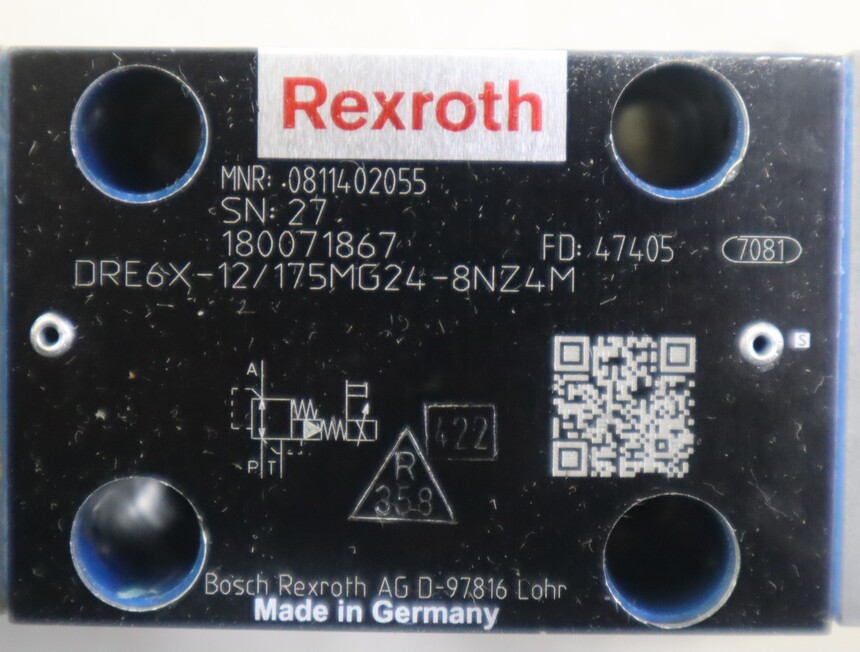 Rexroth
MNR: 0811402055
SN: 27
180071867 FD: 47405 7081
DRE6X-12/175MG24-8NZ4M
S
A
422
P T
R
358
Bosch Rexroth AG D-97816 Lohr
Made in Germany